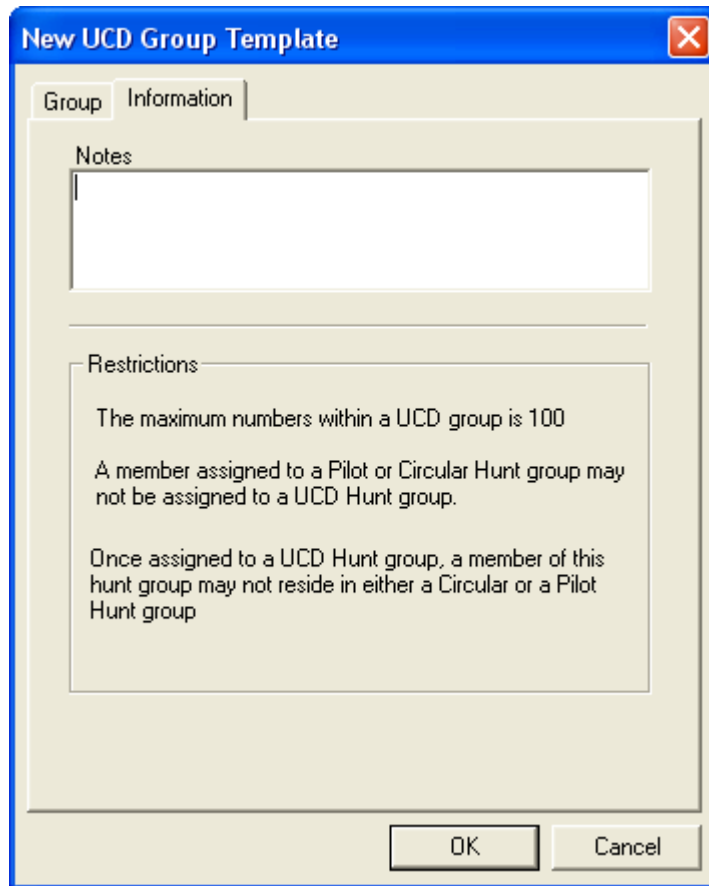 New UCD Group Template
Group
Information
Notes
Restrictions
The maximum numbers within a UCD group is 100
A member assigned to a Pilot or Circular Hunt group may
not be assigned to a UCD Hunt group.
Once assigned to a UCD Hunt group, a member of this
hunt group may not reside in either a Circular or a Pilot
Hunt group
OK
Cancel